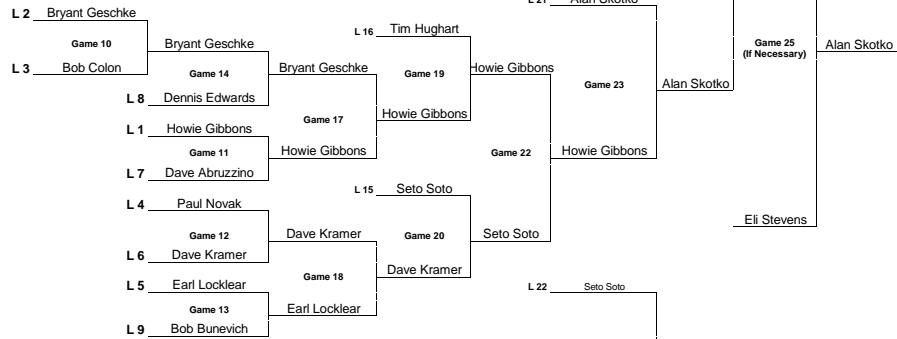 L 21 Alan Skotko
L 2 Bryant Geschke
L 16 Tim Hughart
Game 10
Bryant Geschke
Game 25
(If Necessary)
Alan Skotko
L 3 Bob Colon
Game 14
Bryant Geschke
Game 19
Howie Gibbons
Game 23
Alan Skotko
L 8 Dennis Edwards
Game 17
Howie Gibbons
L 1 Howie Gibbons
Game 11
Howie Gibbons
Game 22
Howie Gibbons
L 7 Dave Abruzzino
L 15 Seto Soto
L 4 Paul Novak
Eli Stevens
Game 12
Dave Kramer
Game 20
Seto Soto
L 6 Dave Kramer
Game 18
Dave Kramer
L 5 Earl Locklear
L 22 Seto Soto
Game 13
Earl Locklear
L 9 Bob Bunevich